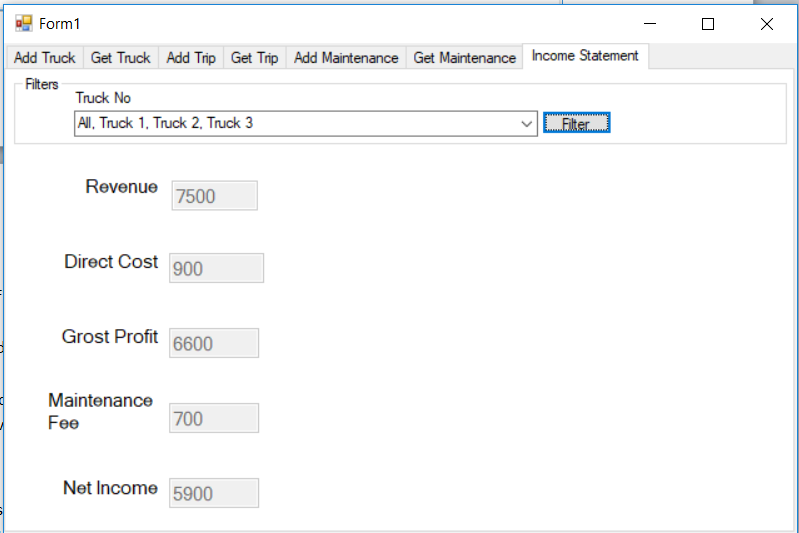 Form1
Add Truck Get Truck Add Trip Get Trip Add Maintenance Get Maintenance Income Statement
Filters
Truck No
All, Truck 1, Truck 2, Truck 3 Filter
Revenue 7500
Direct Cost 900
Grost Profit 6600
Maintenance
Fee 700
Net Income 5900